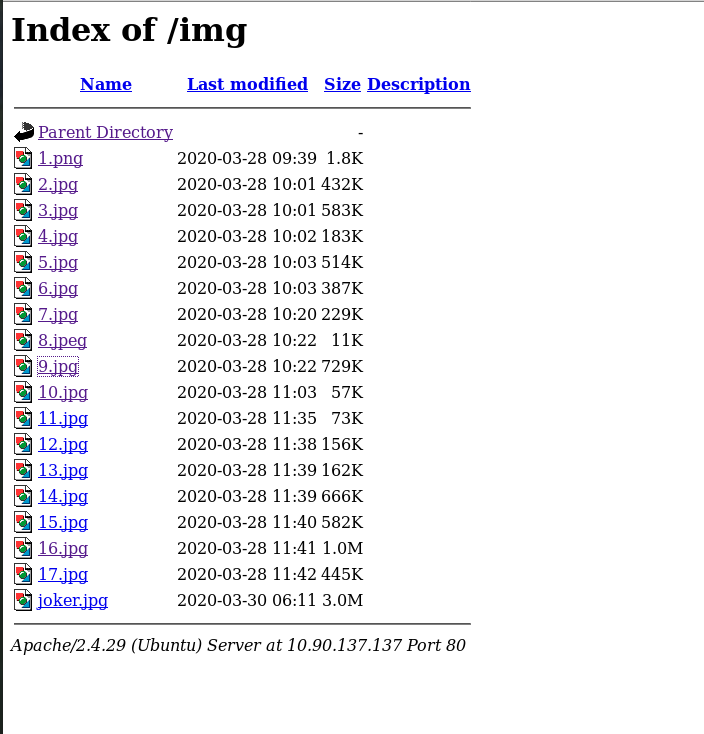 Index of /img
Name Last modified Size Description
Parent Directory -
1.png 2020-03-28 09:39 1.8K
2.jpg 2020-03-28 10:01 432K
3.jpg 2020-03-28 10:01 583K
4.jpg 2020-03-28 10:02 183K
5.jpg 2020-03-28 10:03 514K
6.jpg 2020-03-28 10:03 387K
7.jpg 2020-03-28 10:20 229K
8.jpeg 2020-03-28 10:22 11K
9.jpg 2020-03-28 10:22 729K
10.jpg 2020-03-28 11:03 57K
11.jpg 2020-03-28 11:35 73K
12.jpg 2020-03-28 11:38 156K
13.jpg 2020-03-28 11:39 162K
14.jpg 2020-03-28 11:39 666K
15.jpg 2020-03-28 11:40 582K
16.jpg 2020-03-28 11:41 1.0M
17.jpg 2020-03-28 11:42 445K
joker.jpg 2020-03-30 06:11 3.0M
Apache/2.4.29 (Ubuntu) Server at 10.90.137.137 Port 80